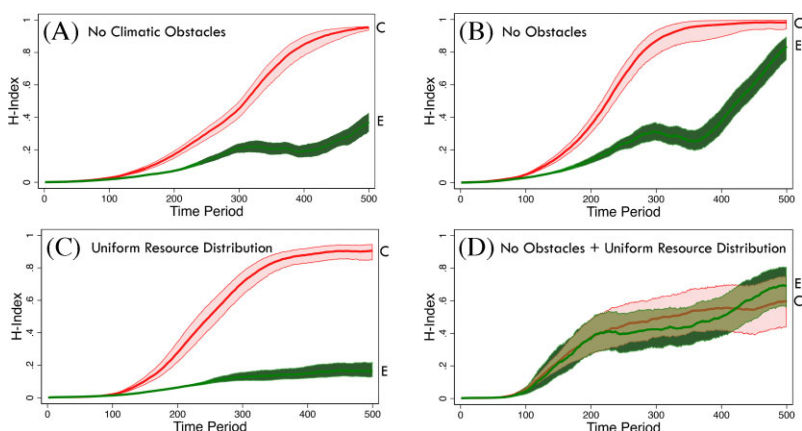 (A) No Climatic Obstacles
C
E
H-Index
0 .2 .4 .6 .8 1
0 100 200 300 400 500
Time Period
(B) No Obstacles
C
E
H-Index
0 .2 .4 .6 .8 1
0 100 200 300 400 500
Time Period
(C) Uniform Resource Distribution
C
E
H-Index
0 .2 .4 .6 .8 1
0 100 200 300 400 500
Time Period
(D) No Obstacles + Uniform Resource Distribution
E
C
H-Index
0 .2 .4 .6 .8 1
0 100 200 300 400 500
Time Period